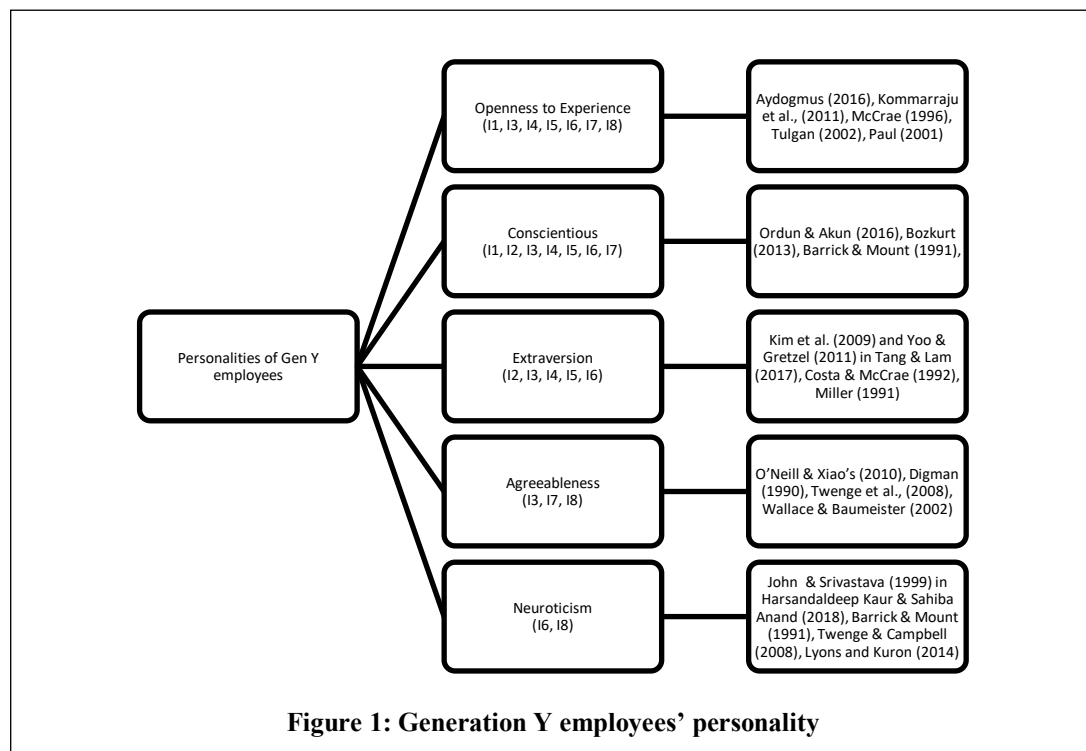 Openness to Experience
(I1, I3, I4, I5, I6, I7, I8)
Aydogmus (2016), Kommarraju
et al., (2011), McCrae (1996),
Tulgan (2002), Paul (2001)
Conscientious
(I1, I2, I3, I4, I5, I6, I7)
Ordun & Akun (2016), Bozkurt
(2013), Barrick & Mount (1991),
Personalities of Gen Y
employees
Extraversion
(I2, I3, I4, I5, I6)
Kim et al. (2009) and Yoo &
Gretzel (2011) in Tang & Lam
(2017), Costa & McCrae (1992),
Miller (1991)
Agreeableness
(I3, I7, I8)
O’Neill & Xiao’s (2010), Digman
(1990), Twenge et al., (2008),
Wallace & Baumeister (2002)
Neuroticism
(I6, I8)
John & Srivastava (1999) in
Harsandaldeep Kaur & Sahiba
Anand (2018), Barrick & Mount
(1991), Twenge & Campbell
(2008), Lyons and Kuron (2014)
Figure 1: Generation Y employees’ personality